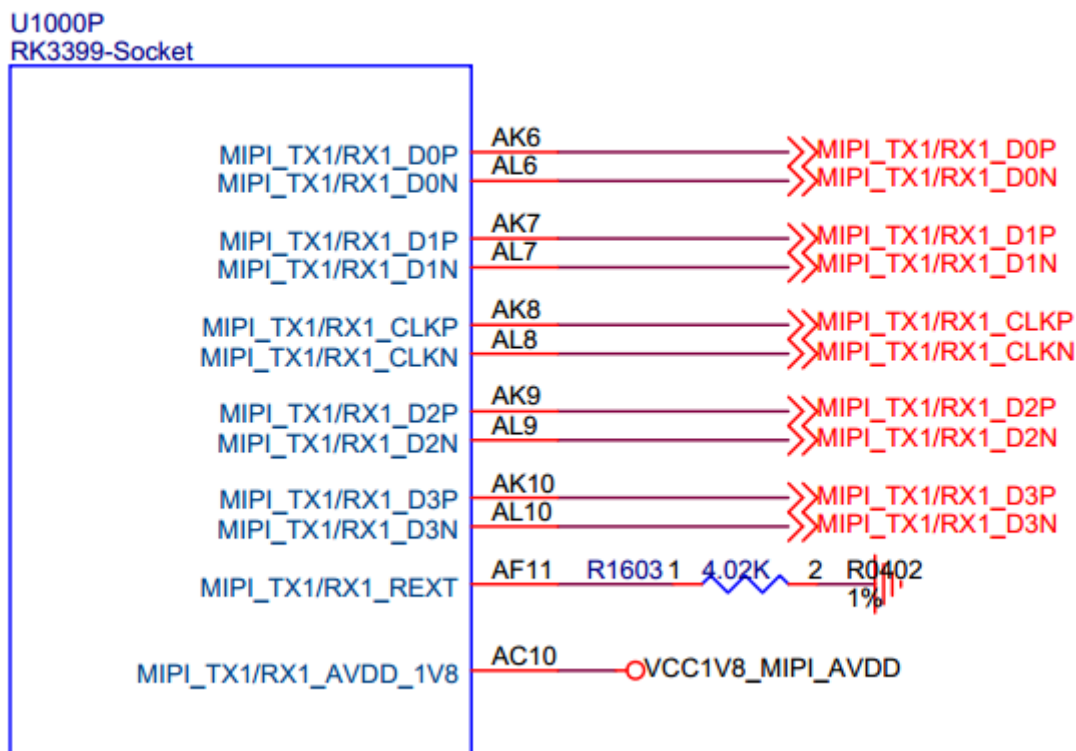 U1000P
RK3399-Socket
MIPI_TX1/RX1_D0P AK6 MIPI_TX1/RX1_D0P
MIPI_TX1/RX1_D0N AL6 MIPI_TX1/RX1_D0N
MIPI_TX1/RX1_D1P AK7 MIPI_TX1/RX1_D1P
MIPI_TX1/RX1_D1N AL7 MIPI_TX1/RX1_D1N
MIPI_TX1/RX1_CLKP AK8 MIPI_TX1/RX1_CLKP
MIPI_TX1/RX1_CLKN AL8 MIPI_TX1/RX1_CLKN
MIPI_TX1/RX1_D2P AK9 MIPI_TX1/RX1_D2P
MIPI_TX1/RX1_D2N AL9 MIPI_TX1/RX1_D2N
MIPI_TX1/RX1_D3P AK10 MIPI_TX1/RX1_D3P
MIPI_TX1/RX1_D3N AL10 MIPI_TX1/RX1_D3N
MIPI_TX1/RX1_REXT AF11 R1603 1 4.02K 2 R0402
1%
MIPI_TX1/RX1_AVDD_1V8 AC10 VCC1V8_MIPI_AVDD